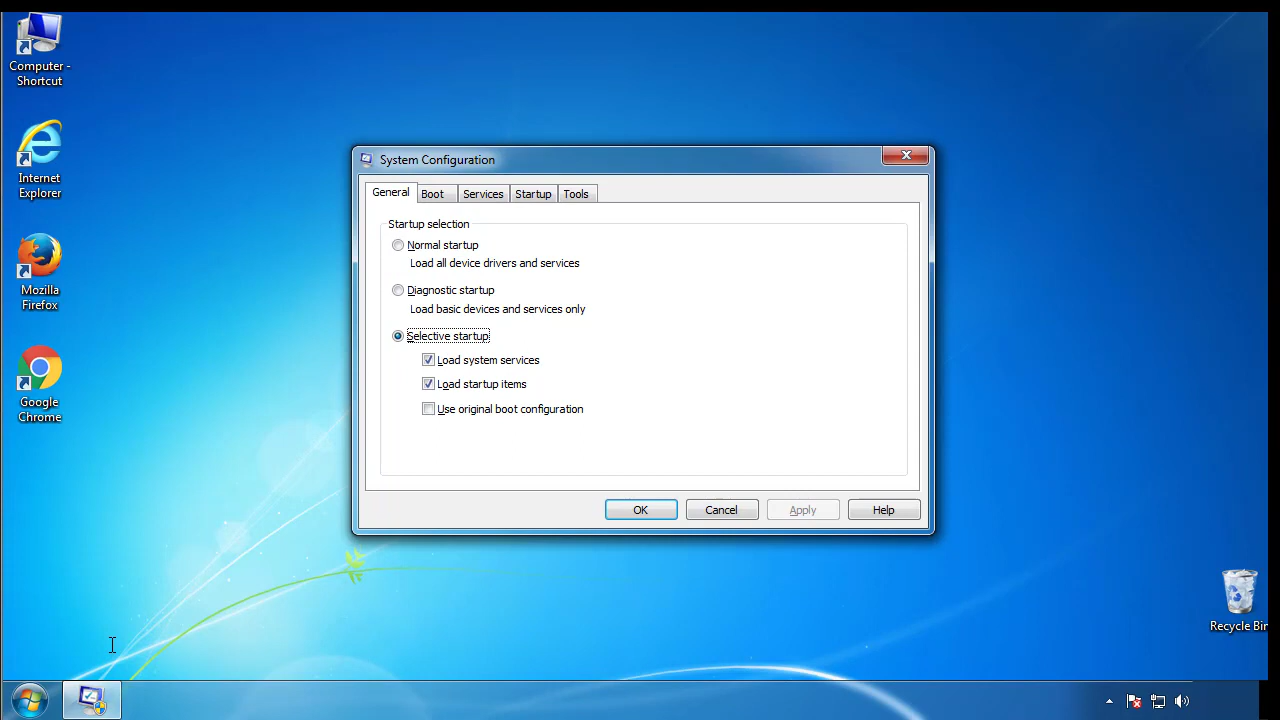 Computer -
Shortcut
Internet
Explorer
Mozilla
Firefox
Google
Chrome
System Configuration
General
Boot
Services
Startup
Tools
Startup selection
Normal startup
Load all device drivers and services
Diagnostic startup
Load basic devices and services only
Selective startup
Load system services
Load startup items
Use original boot configuration
OK
Cancel
Apply
Help
Recycle Bin